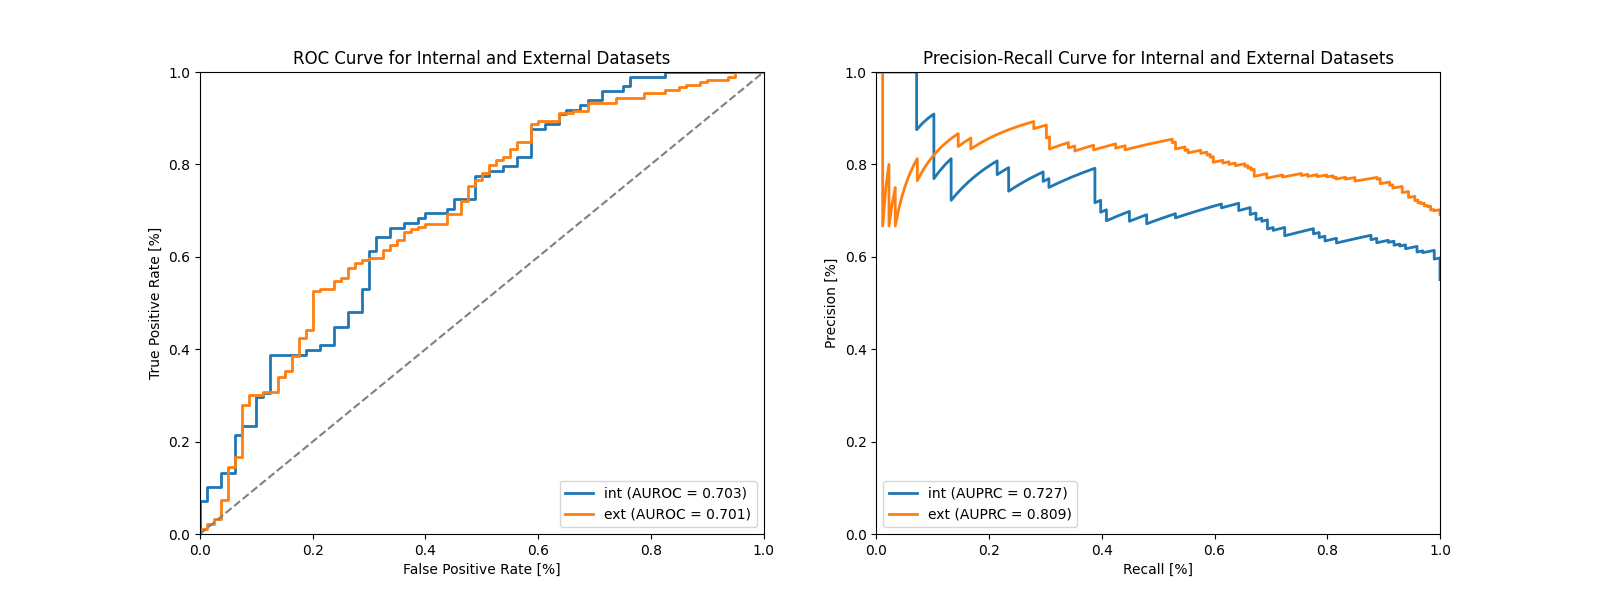 ROC Curve for Internal and External Datasets
True Positive Rate [%]
1.0
0.8
0.6
0.4
0.2
0.0
int (AUROC = 0.703)
ext (AUROC = 0.701)
0.0 0.2 0.4 0.6 0.8 1.0
False Positive Rate [%]
Precision-Recall Curve for Internal and External Datasets
Precision [%]
1.0
0.8
0.6
0.4
0.2
0.0
int (AUPRC = 0.727)
ext (AUPRC = 0.809)
0.0 0.2 0.4 0.6 0.8 1.0
Recall [%]